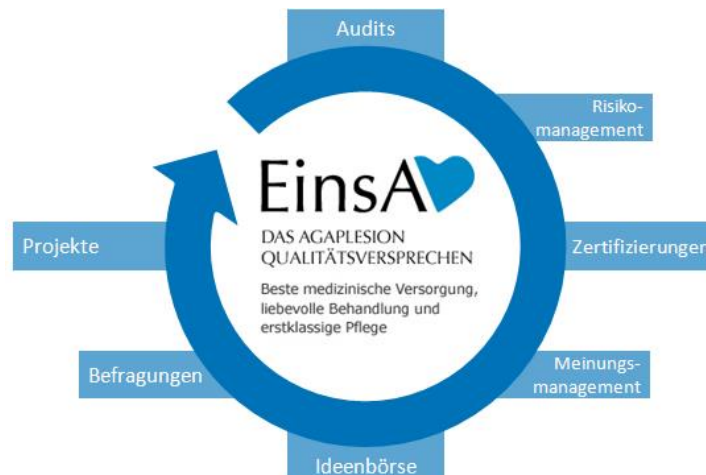 Audits
Risiko-
management
Zertifizierungen
Meinungs-
management
Ideenbörse
Befragungen
Projekte
EinsA
DAS AGAPLESION
QUALITÄTSVERSPRECHEN
Beste medizinische Versorgung,
liebevolle Behandlung und
erstklassige Pflege